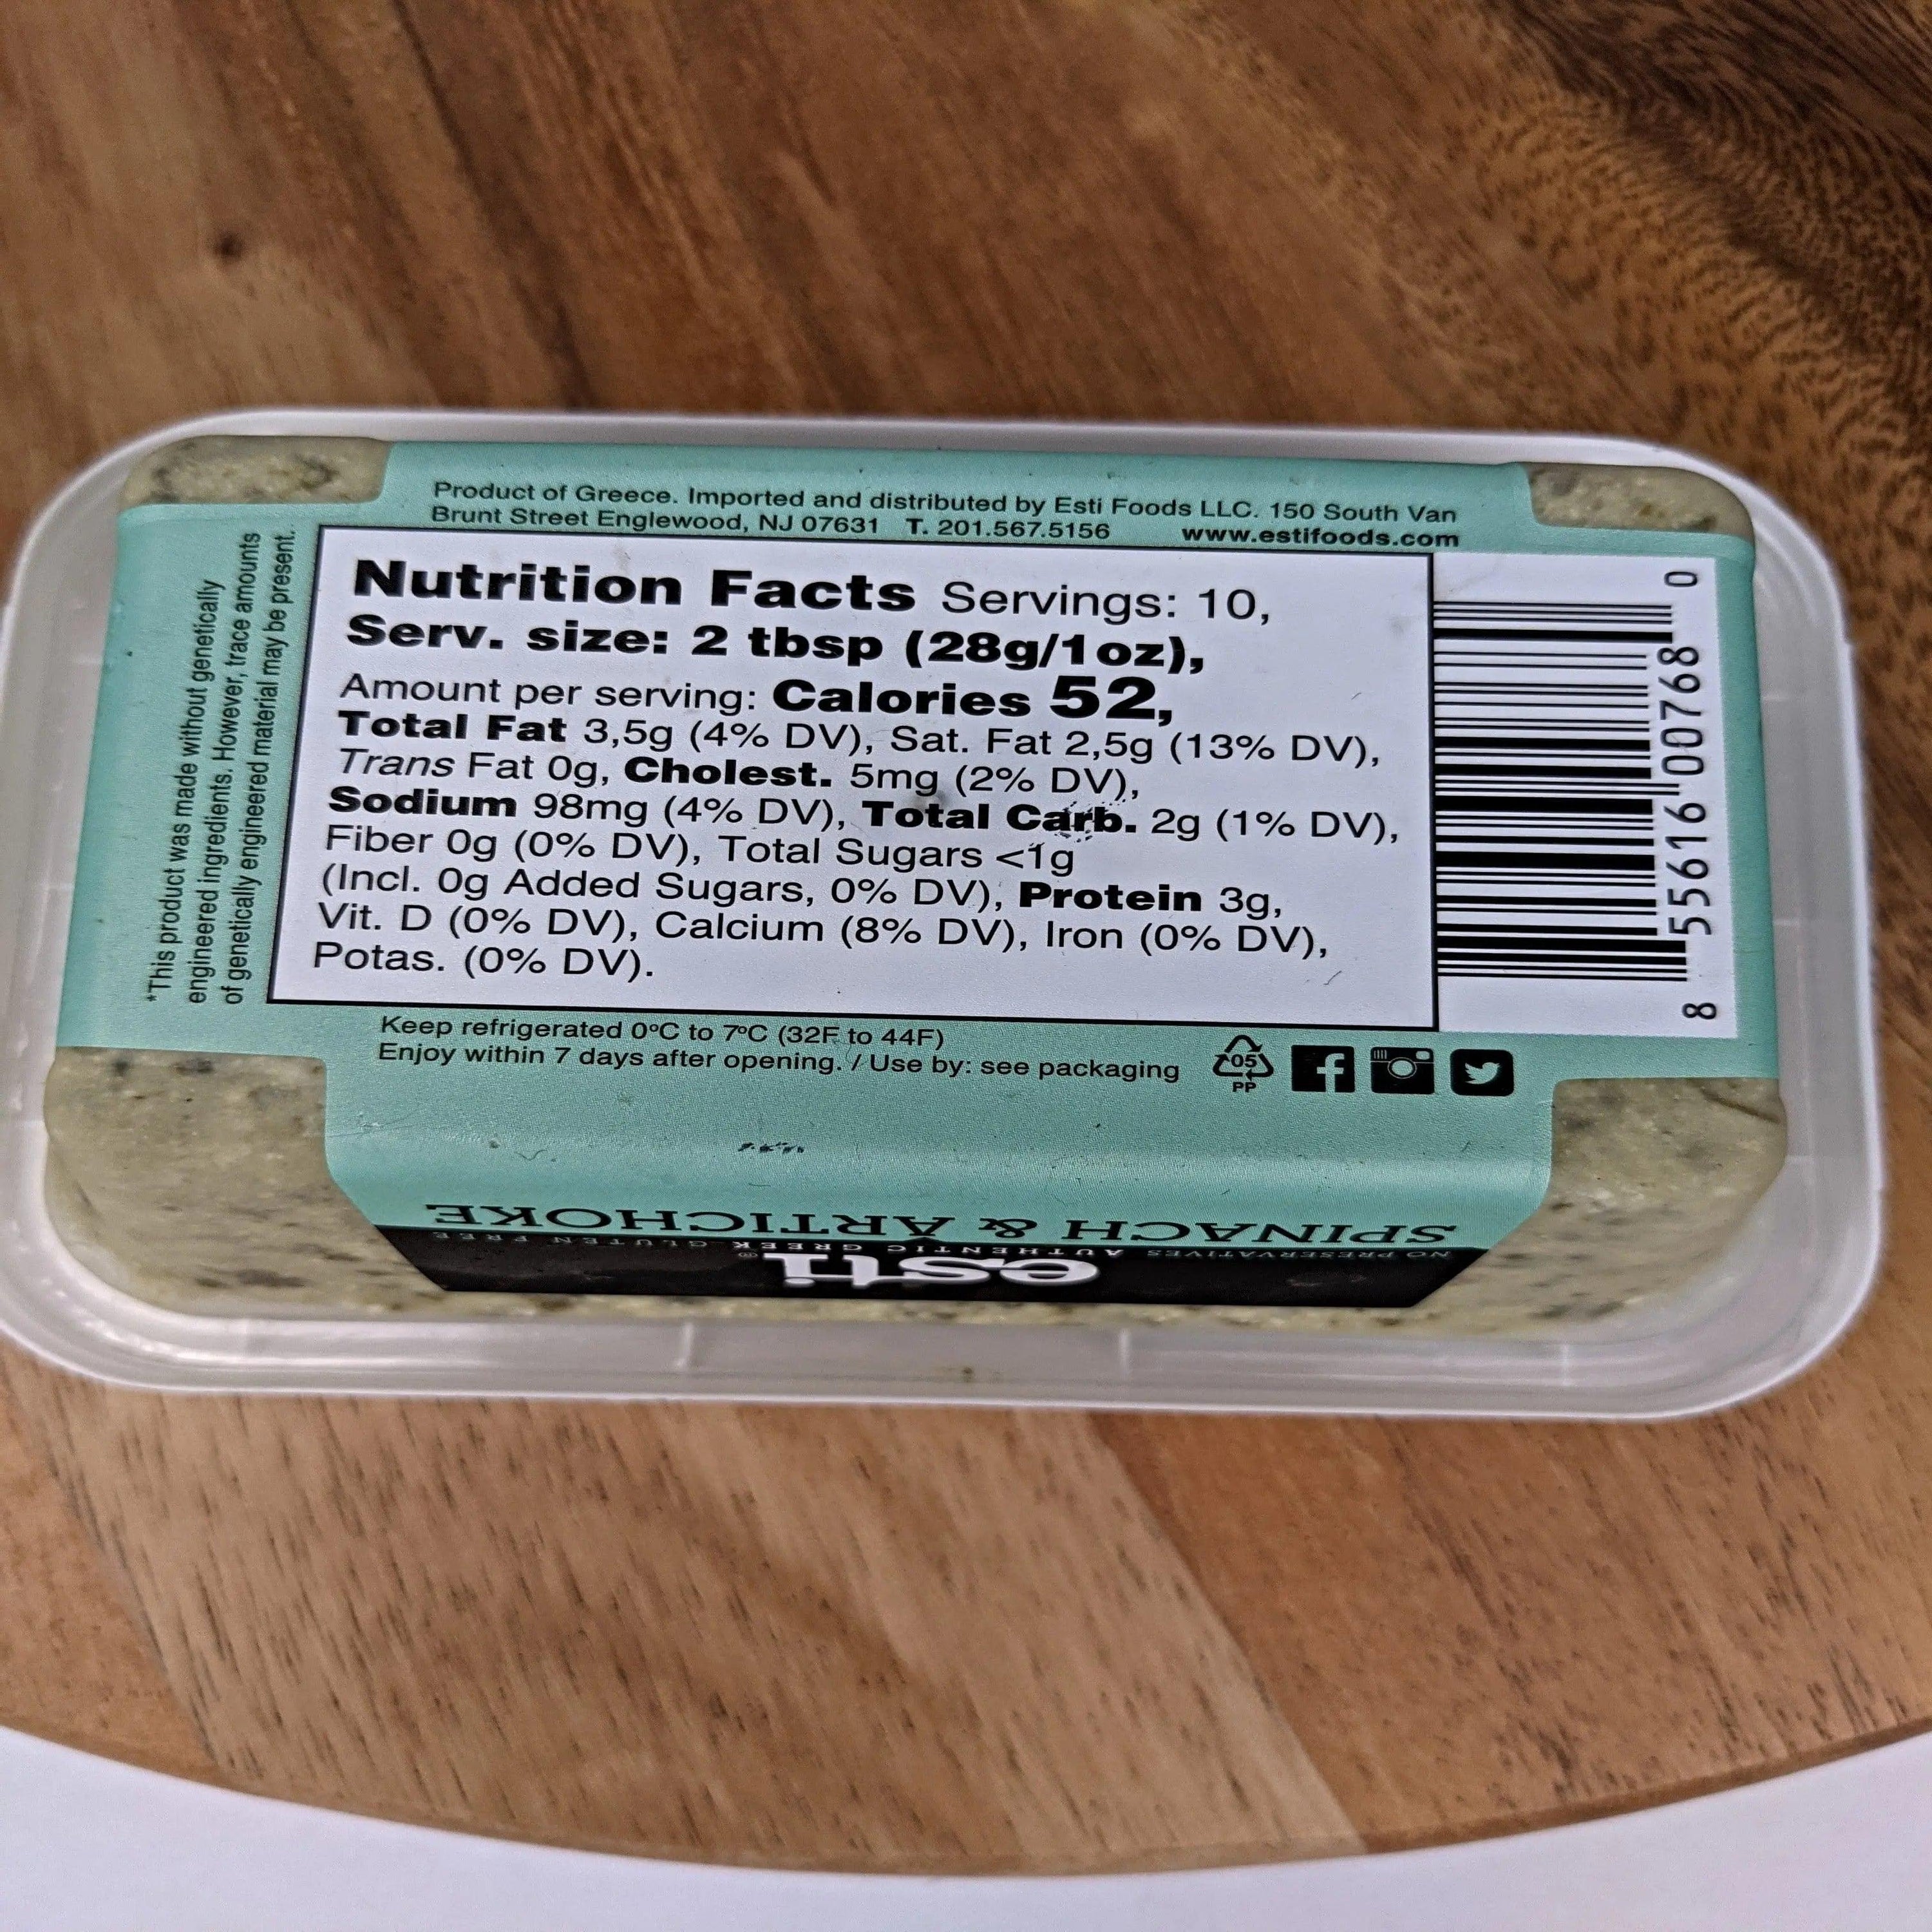 Product of Greece. Imported and distributed by Esti Foods LLC. 150 South Van
Brunt Street Englewood, NJ 07631 T. 201.567.5156 www.estifoods.com
*This product was made without genetically
engineered ingredients. However, trace amounts
of genetically engineered material may be present.
Nutrition Facts Servings: 10,
Serv. size: 2 tbsp (28g/1oz),
Amount per serving: Calories 52,
Total Fat 3,5g (4% DV), Sat. Fat 2,5g (13% DV),
Trans Fat 0g, Cholest. 5mg (2% DV),
Sodium 98mg (4% DV), Total Carb. 2g (1% DV),
Fiber 0g (0% DV), Total Sugars <1g
(Incl. 0g Added Sugars, 0% DV), Protein 3g,
Vit. D (0% DV), Calcium (8% DV), Iron (0% DV),
Potas. (0% DV).
8 55616 00768 0
Keep refrigerated 0ºC to 7ºC (32F to 44F)
Enjoy within 7 days after opening. / Use by: see packaging
05
PP
SPINACH & ARTICHOKE
NO PRESERVATIVES AUTHENTIC GREEK GLUTEN FREE
esti®